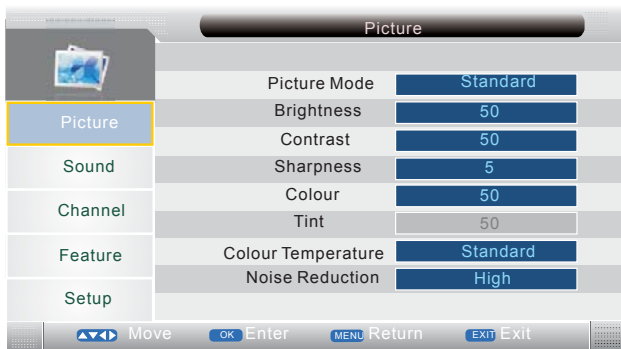 Picture
Picture
Sound
Channel
Feature
Setup
Picture Mode Standard
Brightness 50
Contrast 50
Sharpness 5
Colour 50
Tint 50
Colour Temperature Standard
Noise Reduction High
Move OK Enter MENU Return EXIT Exit